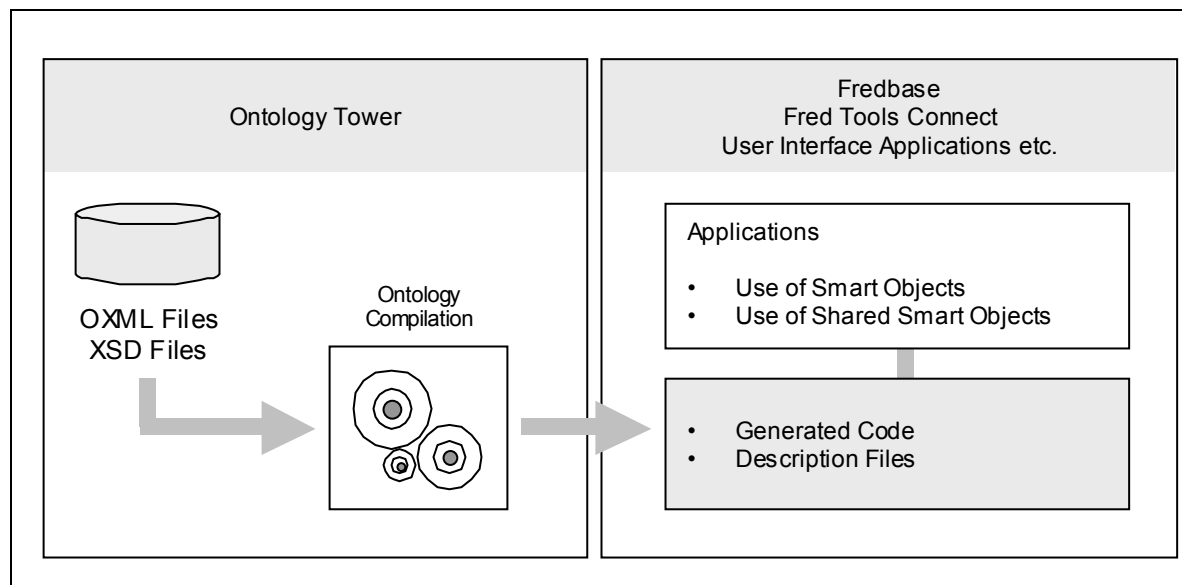 Ontology Tower
OXML Files
XSD Files
Ontology
Compilation
Fredbase
Fred Tools Connect
User Interface Applications etc.
Applications
• Use of Smart Objects
• Use of Shared Smart Objects
• Generated Code
• Description Files